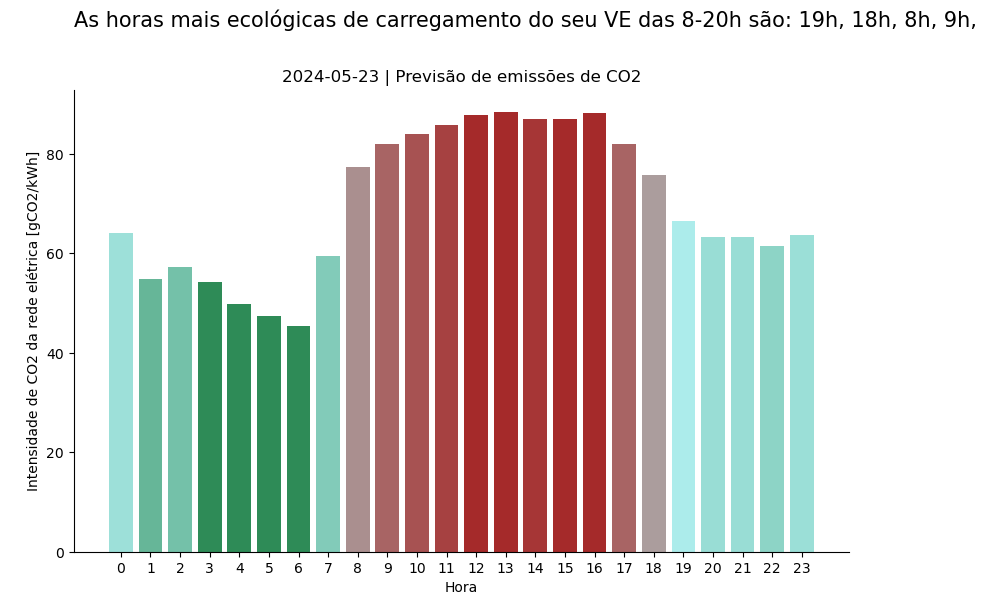 As horas mais ecológicas de carregamento do seu VE das 8-20h são: 19h, 18h, 8h, 9h,
2024-05-23 | Previsão de emissões de CO2
Intensidade de CO2 da rede elétrica [gCO2/kWh]
80
60
40
20
0
0 1 2 3 4 5 6 7 8 9 10 11 12 13 14 15 16 17 18 19 20 21 22 23
Hora